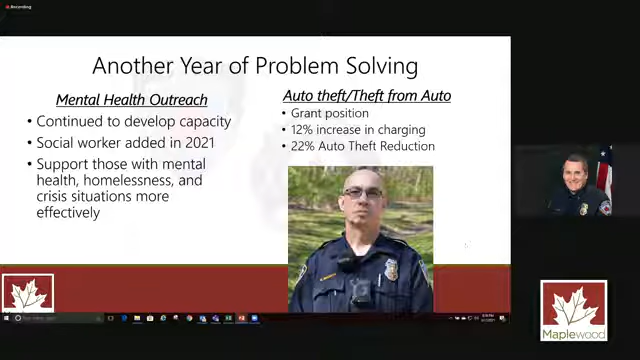 Recording
Another Year of Problem Solving
Mental Health Outreach
• Continued to develop capacity
• Social worker added in 2021
• Support those with mental
health, homelessness, and
crisis situations more
effectively
Auto theft/Theft from Auto
• Grant position
• 12% increase in charging
• 22% Auto Theft Reduction
Maplewood